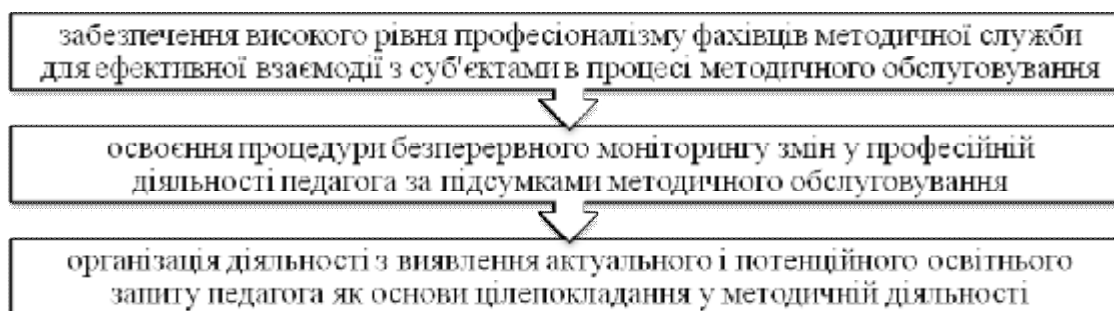 забезпечення високого рівня професіоналізму фахівців методичної служби
для ефективної взаємодії з суб'єктами в процесі методичного обслуговування
освоєння процедури безперервного моніторингу змін у професійній
діяльності педагога за підсумками методичного обслуговування
організація діяльності з виявлення актуального і потенційного освітнього
запиту педагога як основи цілепокладання у методичній діяльності